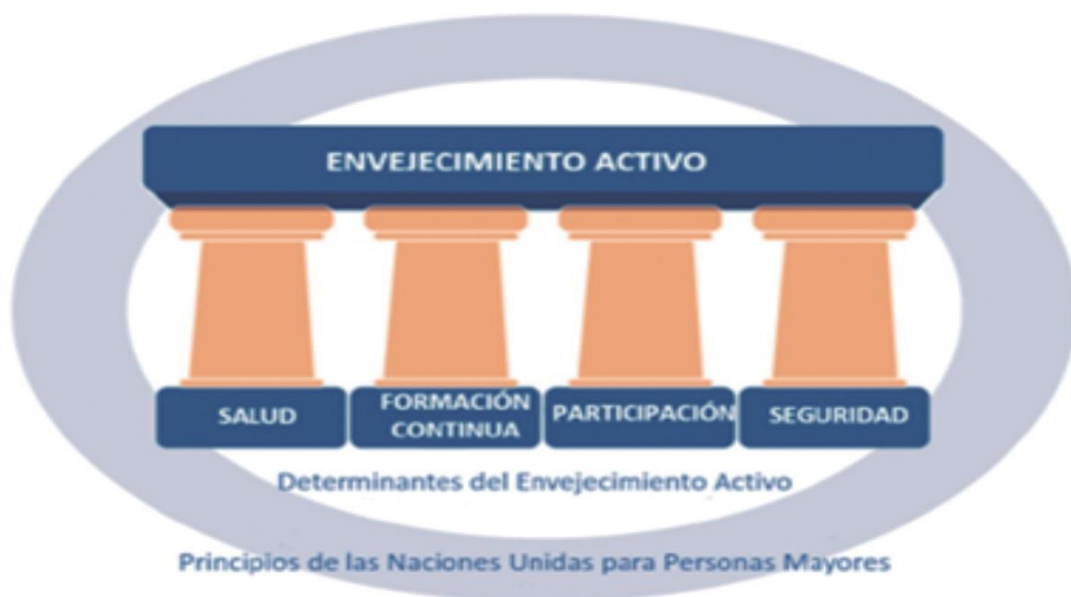 ENVEJECIMIENTO ACTIVO
SALUD
FORMACIÓN
CONTINUA
PARTICIPACIÓN
SEGURIDAD
Determinantes del Envejecimiento Activo
Principios de las Naciones Unidas para Personas Mayores